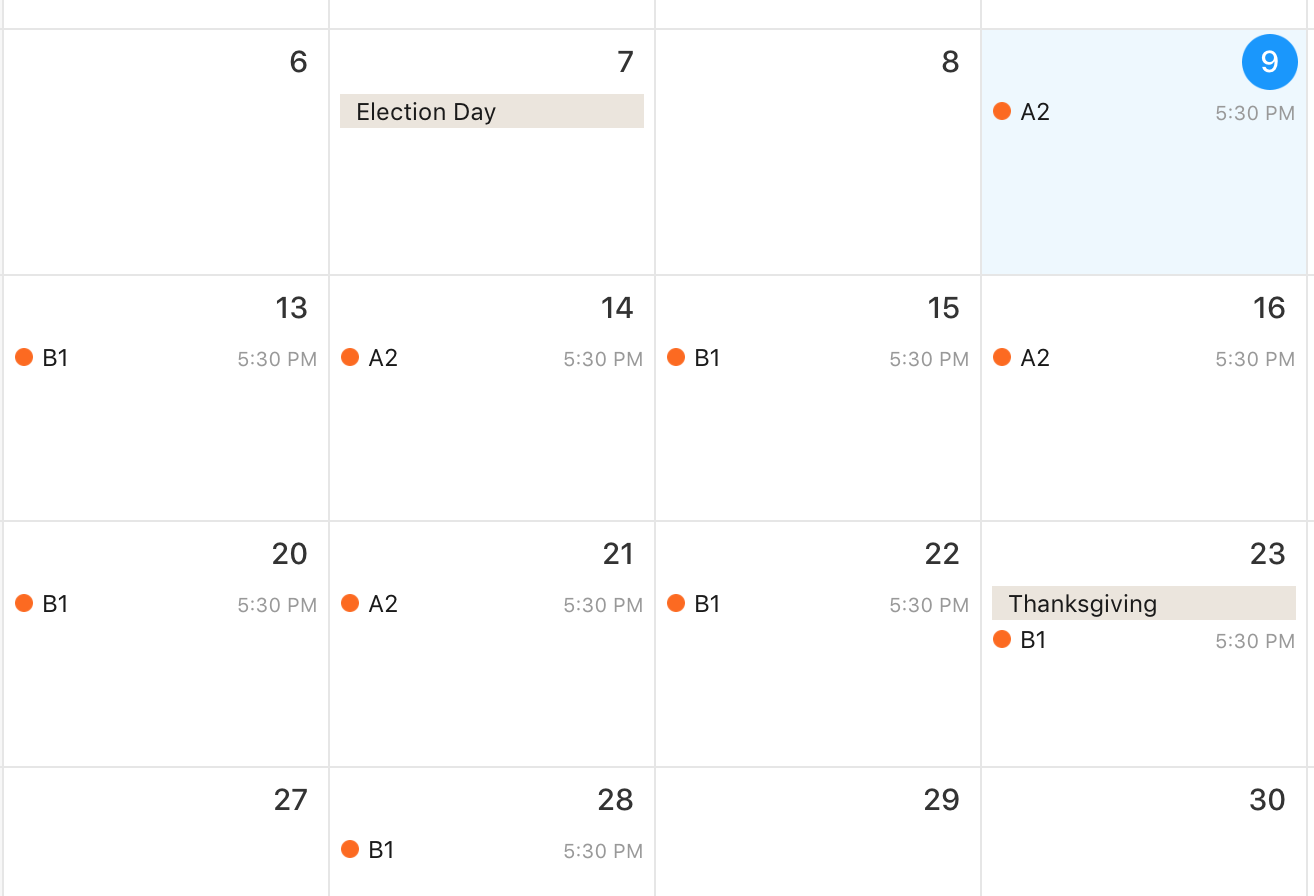 6 7 8 9
Election Day
A2 5:30 PM
13 14 15 16
B1 5:30 PM A2 5:30 PM B1 5:30 PM A2 5:30 PM
20 21 22 23
Thanksgiving
B1 5:30 PM A2 5:30 PM B1 5:30 PM
B1 5:30 PM
27 28 29 30
B1 5:30 PM